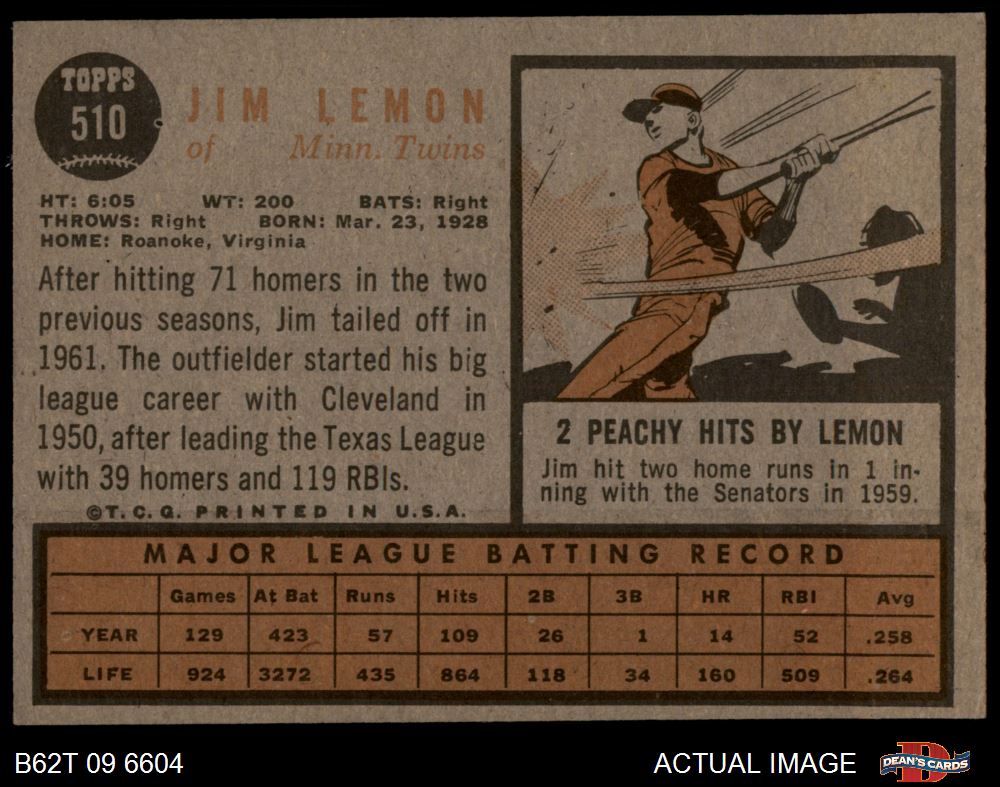 TOPPS
510
JIM LEMON
of Minn. Twins
HT: 6:05 WT: 200 BATS: Right
THROWS: Right BORN: Mar. 23, 1928
HOME: Roanoke, Virginia
After hitting 71 homers in the two
previous seasons, Jim tailed off in
1961. The outfielder started his big
league career with Cleveland in
1950, after leading the Texas League
with 39 homers and 119 RBIs.
©T.C.G. PRINTED IN U.S.A.
2 PEACHY HITS BY LEMON
Jim hit two home runs in 1 in-
ning with the Senators in 1959.
MAJOR LEAGUE BATTING RECORD
Games At Bat Runs Hits 2B 3B HR RBI Avg
YEAR 129 423 57 109 26 1 14 52 .258
LIFE 924 3272 435 864 118 34 160 509 .264
B62T 09 6604 ACTUAL IMAGE DEAN'S CARDS